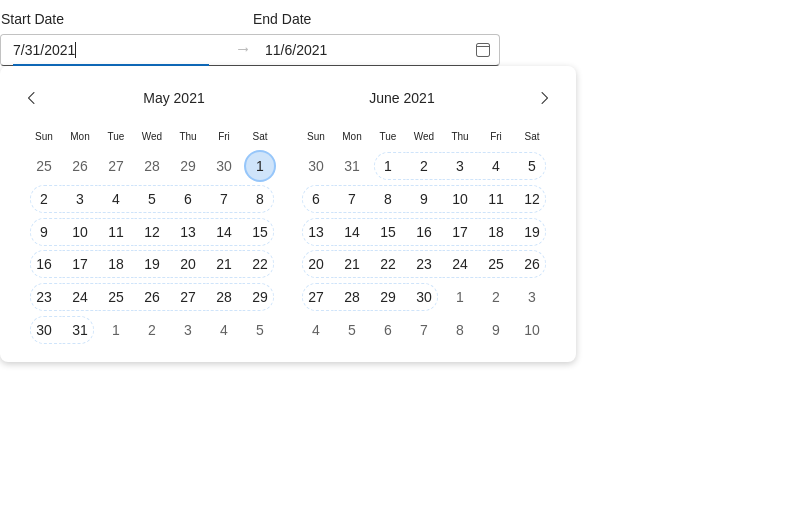 Start Date End Date
7/31/2021 → 11/6/2021
May 2021 June 2021
Sun Mon Tue Wed Thu Fri Sat Sun Mon Tue Wed Thu Fri Sat
25 26 27 28 29 30 1 30 31 1 2 3 4 5
2 3 4 5 6 7 8 6 7 8 9 10 11 12
9 10 11 12 13 14 15 13 14 15 16 17 18 19
16 17 18 19 20 21 22 20 21 22 23 24 25 26
23 24 25 26 27 28 29 27 28 29 30 1 2 3
30 31 1 2 3 4 5 4 5 6 7 8 9 10